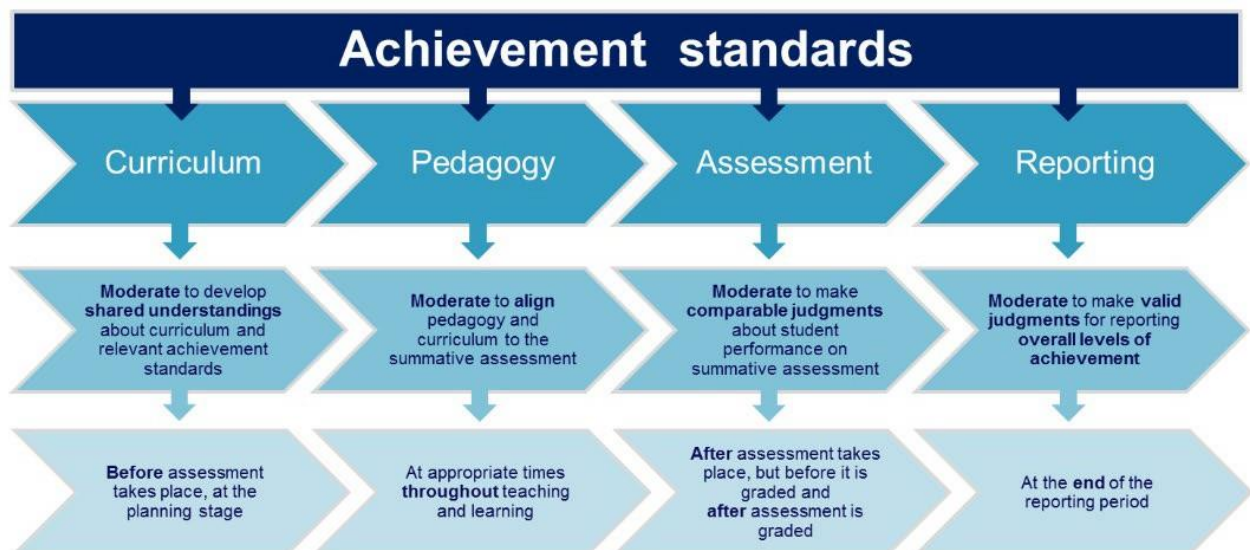 Achievement standards
Curriculum
Pedagogy
Assessment
Reporting
Moderate to develop
shared understandings
about curriculum and
relevant achievement
standards
Moderate to align
pedagogy and
curriculum to the
summative assessment
Moderate to make
comparable judgments
about student
performance on
summative assessment
Moderate to make valid
judgments for reporting
overall levels of
achievement
Before assessment
takes place, at the
planning stage
At appropriate times
throughout teaching
and learning
After assessment takes
place, but before it is
graded and
after assessment is
graded
At the end of the
reporting period